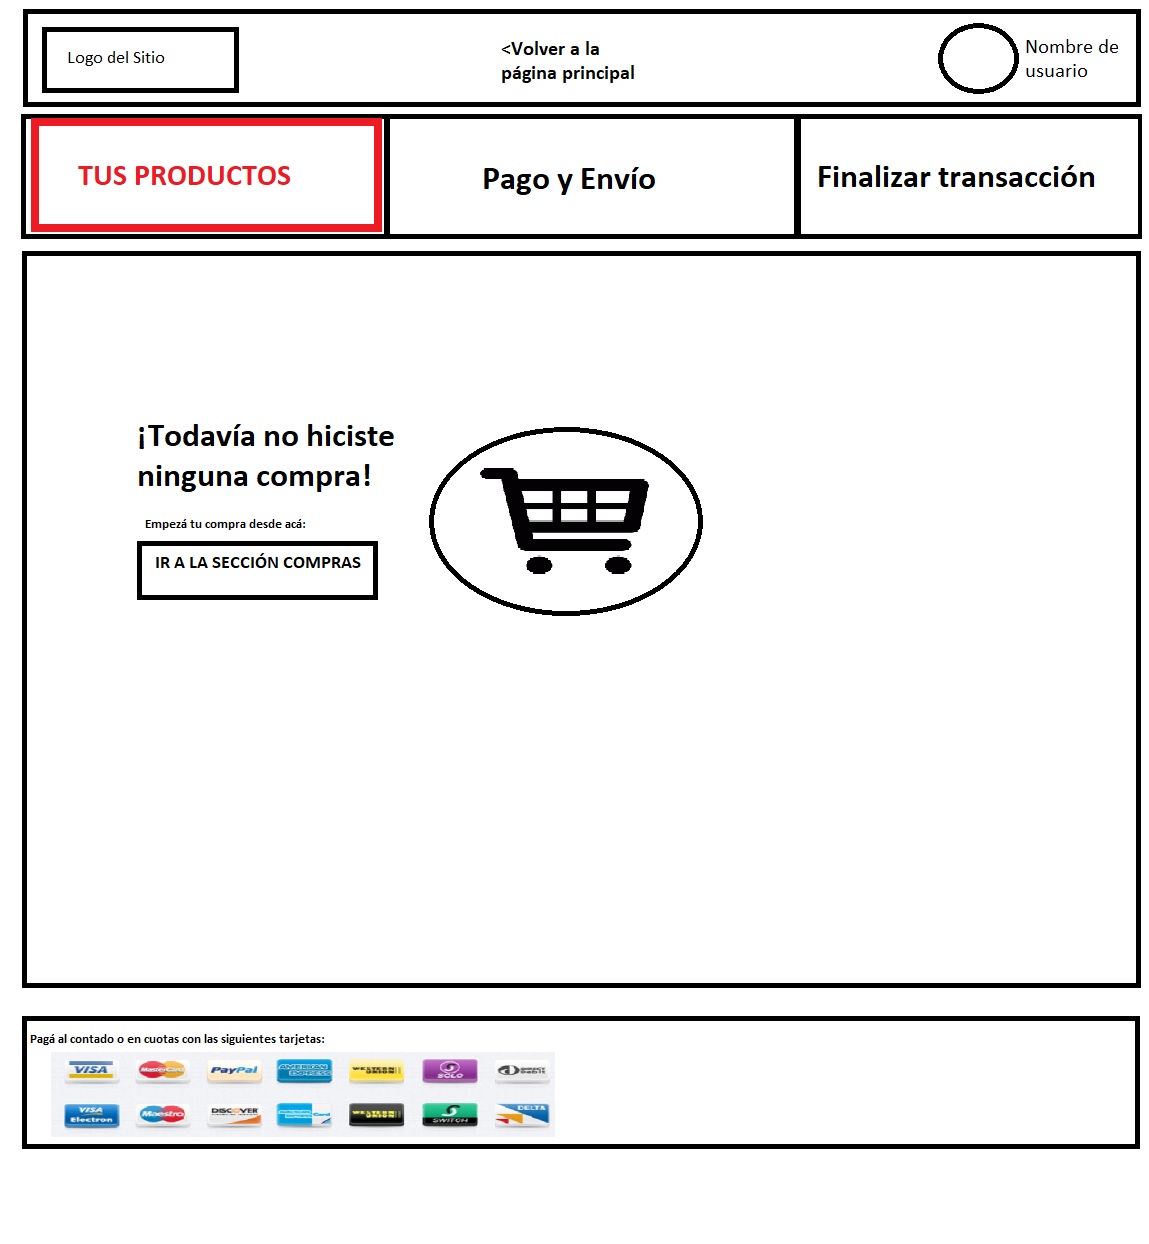 Logo del Sitio
<Volver a la
página principal
Nombre de
usuario
TUS PRODUCTOS
Pago y Envío
Finalizar transacción
¡Todavía no hiciste
ninguna compra!
Empezá tu compra desde acá:
IR A LA SECCIÓN COMPRAS
Pagá al contado o en cuotas con las siguientes tarjetas:
VISA
MasterCard
PayPal
AMERICAN
EXPRESS
WESTERN
UNION
SOLO
DIRECT
Debit
VISA
Electron
Maestro
DISCOVER
WESTERN
UNION
SWITCH
DELTA